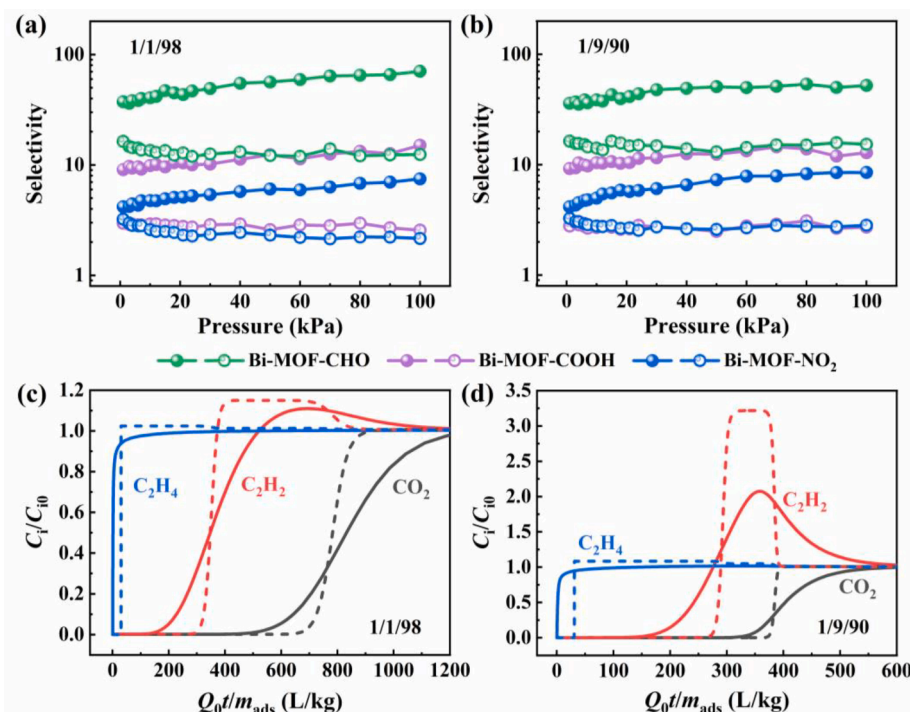 (a)
1/1/98
100
10
1
Selectivity
0 20 40 60 80 100
Pressure (kPa)
(b)
1/9/90
100
10
1
Selectivity
0 20 40 60 80 100
Pressure (kPa)
Bi-MOF-CHO Bi-MOF-COOH Bi-MOF-NO₂
(c)
1.2
1.0
0.8
0.6
0.4
0.2
0.0
Cᵢ/Cᵢ₀
C₂H₄
C₂H₂
CO₂
1/1/98
0 200 400 600 800 1000 1200
Q₀t/mₐds (L/kg)
(d)
3.5
3.0
2.5
2.0
1.5
1.0
0.5
0.0
Cᵢ/Cᵢ₀
C₂H₄
C₂H₂
CO₂
1/9/90
0 100 200 300 400 500 600
Q₀t/mₐds (L/kg)